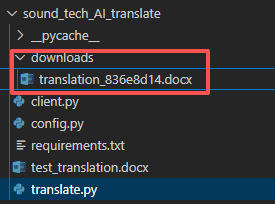 sound_tech_AI_translate
__pycache__
downloads
translation_836e8d14.docx
client.py
config.py
requirements.txt
test_translation.docx
translate.py